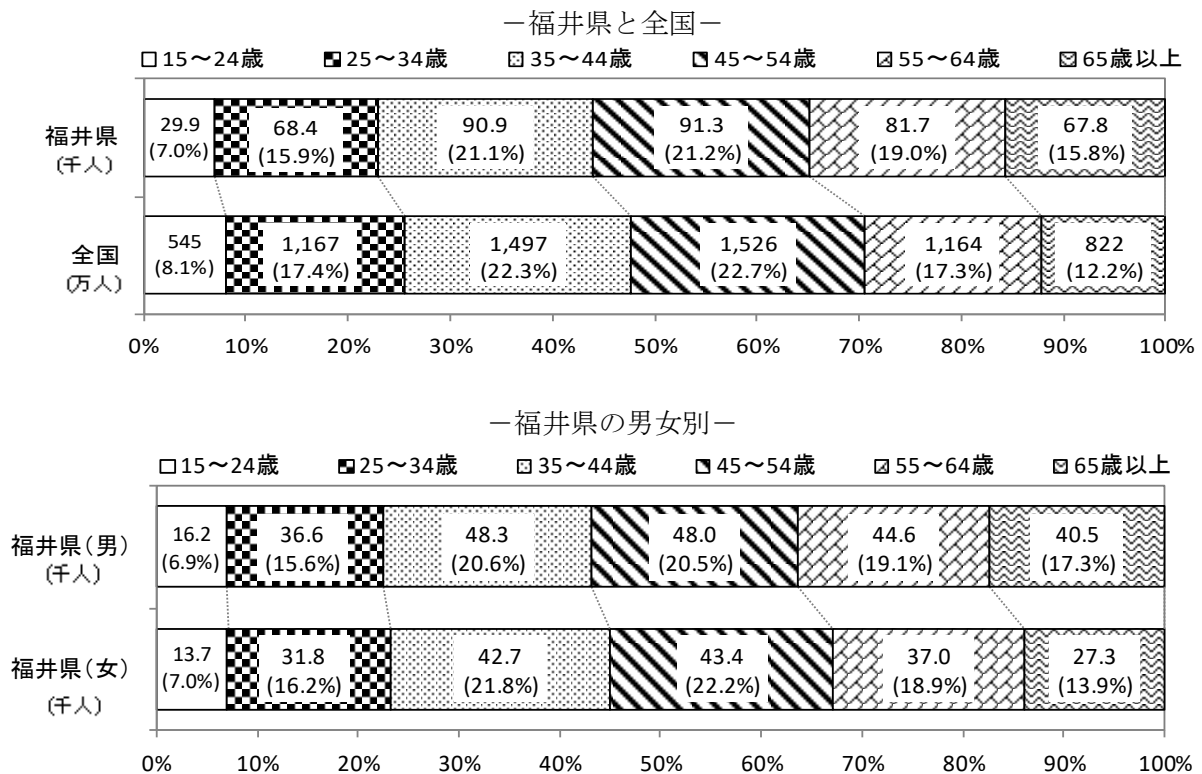 －福井県と全国－
15～24歳 25～34歳 35～44歳 45～54歳 55～64歳 65歳以上
福井県
(千人)
29.9 68.4 90.9 91.3 81.7 67.8
(7.0%) (15.9%) (21.1%) (21.2%) (19.0%) (15.8%)
全国
(万人)
545 1,167 1,497 1,526 1,164 822
(8.1%) (17.4%) (22.3%) (22.7%) (17.3%) (12.2%)
0% 10% 20% 30% 40% 50% 60% 70% 80% 90% 100%
－福井県の男女別－
15～24歳 25～34歳 35～44歳 45～54歳 55～64歳 65歳以上
福井県(男)
(千人)
16.2 36.6 48.3 48.0 44.6 40.5
(6.9%) (15.6%) (20.6%) (20.5%) (19.1%) (17.3%)
福井県(女)
(千人)
13.7 31.8 42.7 43.4 37.0 27.3
(7.0%) (16.2%) (21.8%) (22.2%) (18.9%) (13.9%)
0% 10% 20% 30% 40% 50% 60% 70% 80% 90% 100%